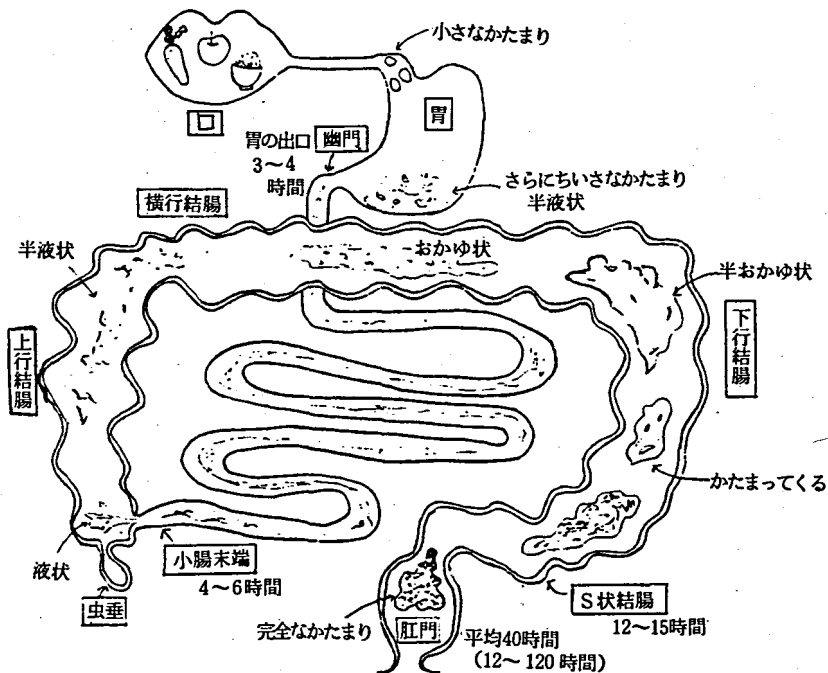 小さなかたまり
口
胃
胃の出口
幽門
3～4
時間
さらにちいさなかたまり
半液状
横行結腸
半液状
おかゆ状
半おかゆ状
上行結腸
下行結腸
かたまってくる
液状
虫垂
小腸末端
4～6時間
S状結腸
12～15時間
完全なかたまり
肛門
平均40時間
(12～120時間)